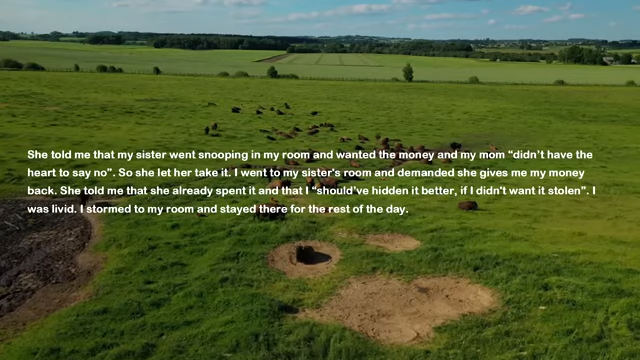 She told me that my sister went snooping in my room and wanted the money and my mom “didn’t have the
heart to say no”. So she let her take it. I went to my sister's room and demanded she gives me my money
back. She told me that she already spent it and that I “should’ve hidden it better, if I didn't want it stolen”. I
was livid. I stormed to my room and stayed there for the rest of the day.